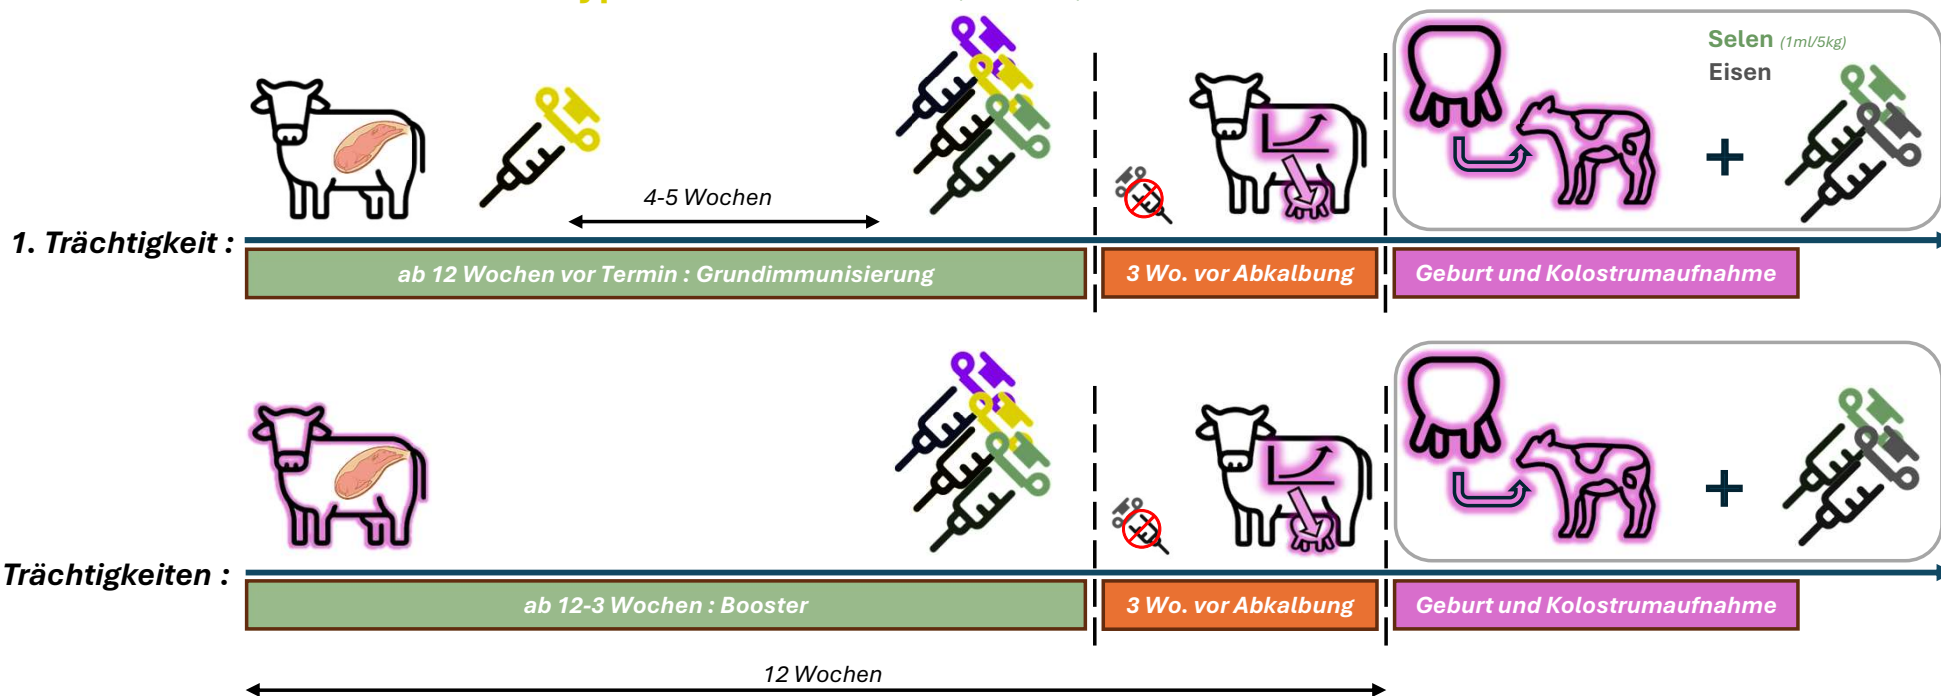 Selen (1ml/5kg)
Eisen
4-5 Wochen
1. Trächtigkeit :
ab 12 Wochen vor Termin : Grundimmunisierung
3 Wo. vor Abkalbung
Geburt und Kolostrumaufnahme
+
Trächtigkeiten :
ab 12-3 Wochen : Booster
3 Wo. vor Abkalbung
Geburt und Kolostrumaufnahme
+
12 Wochen